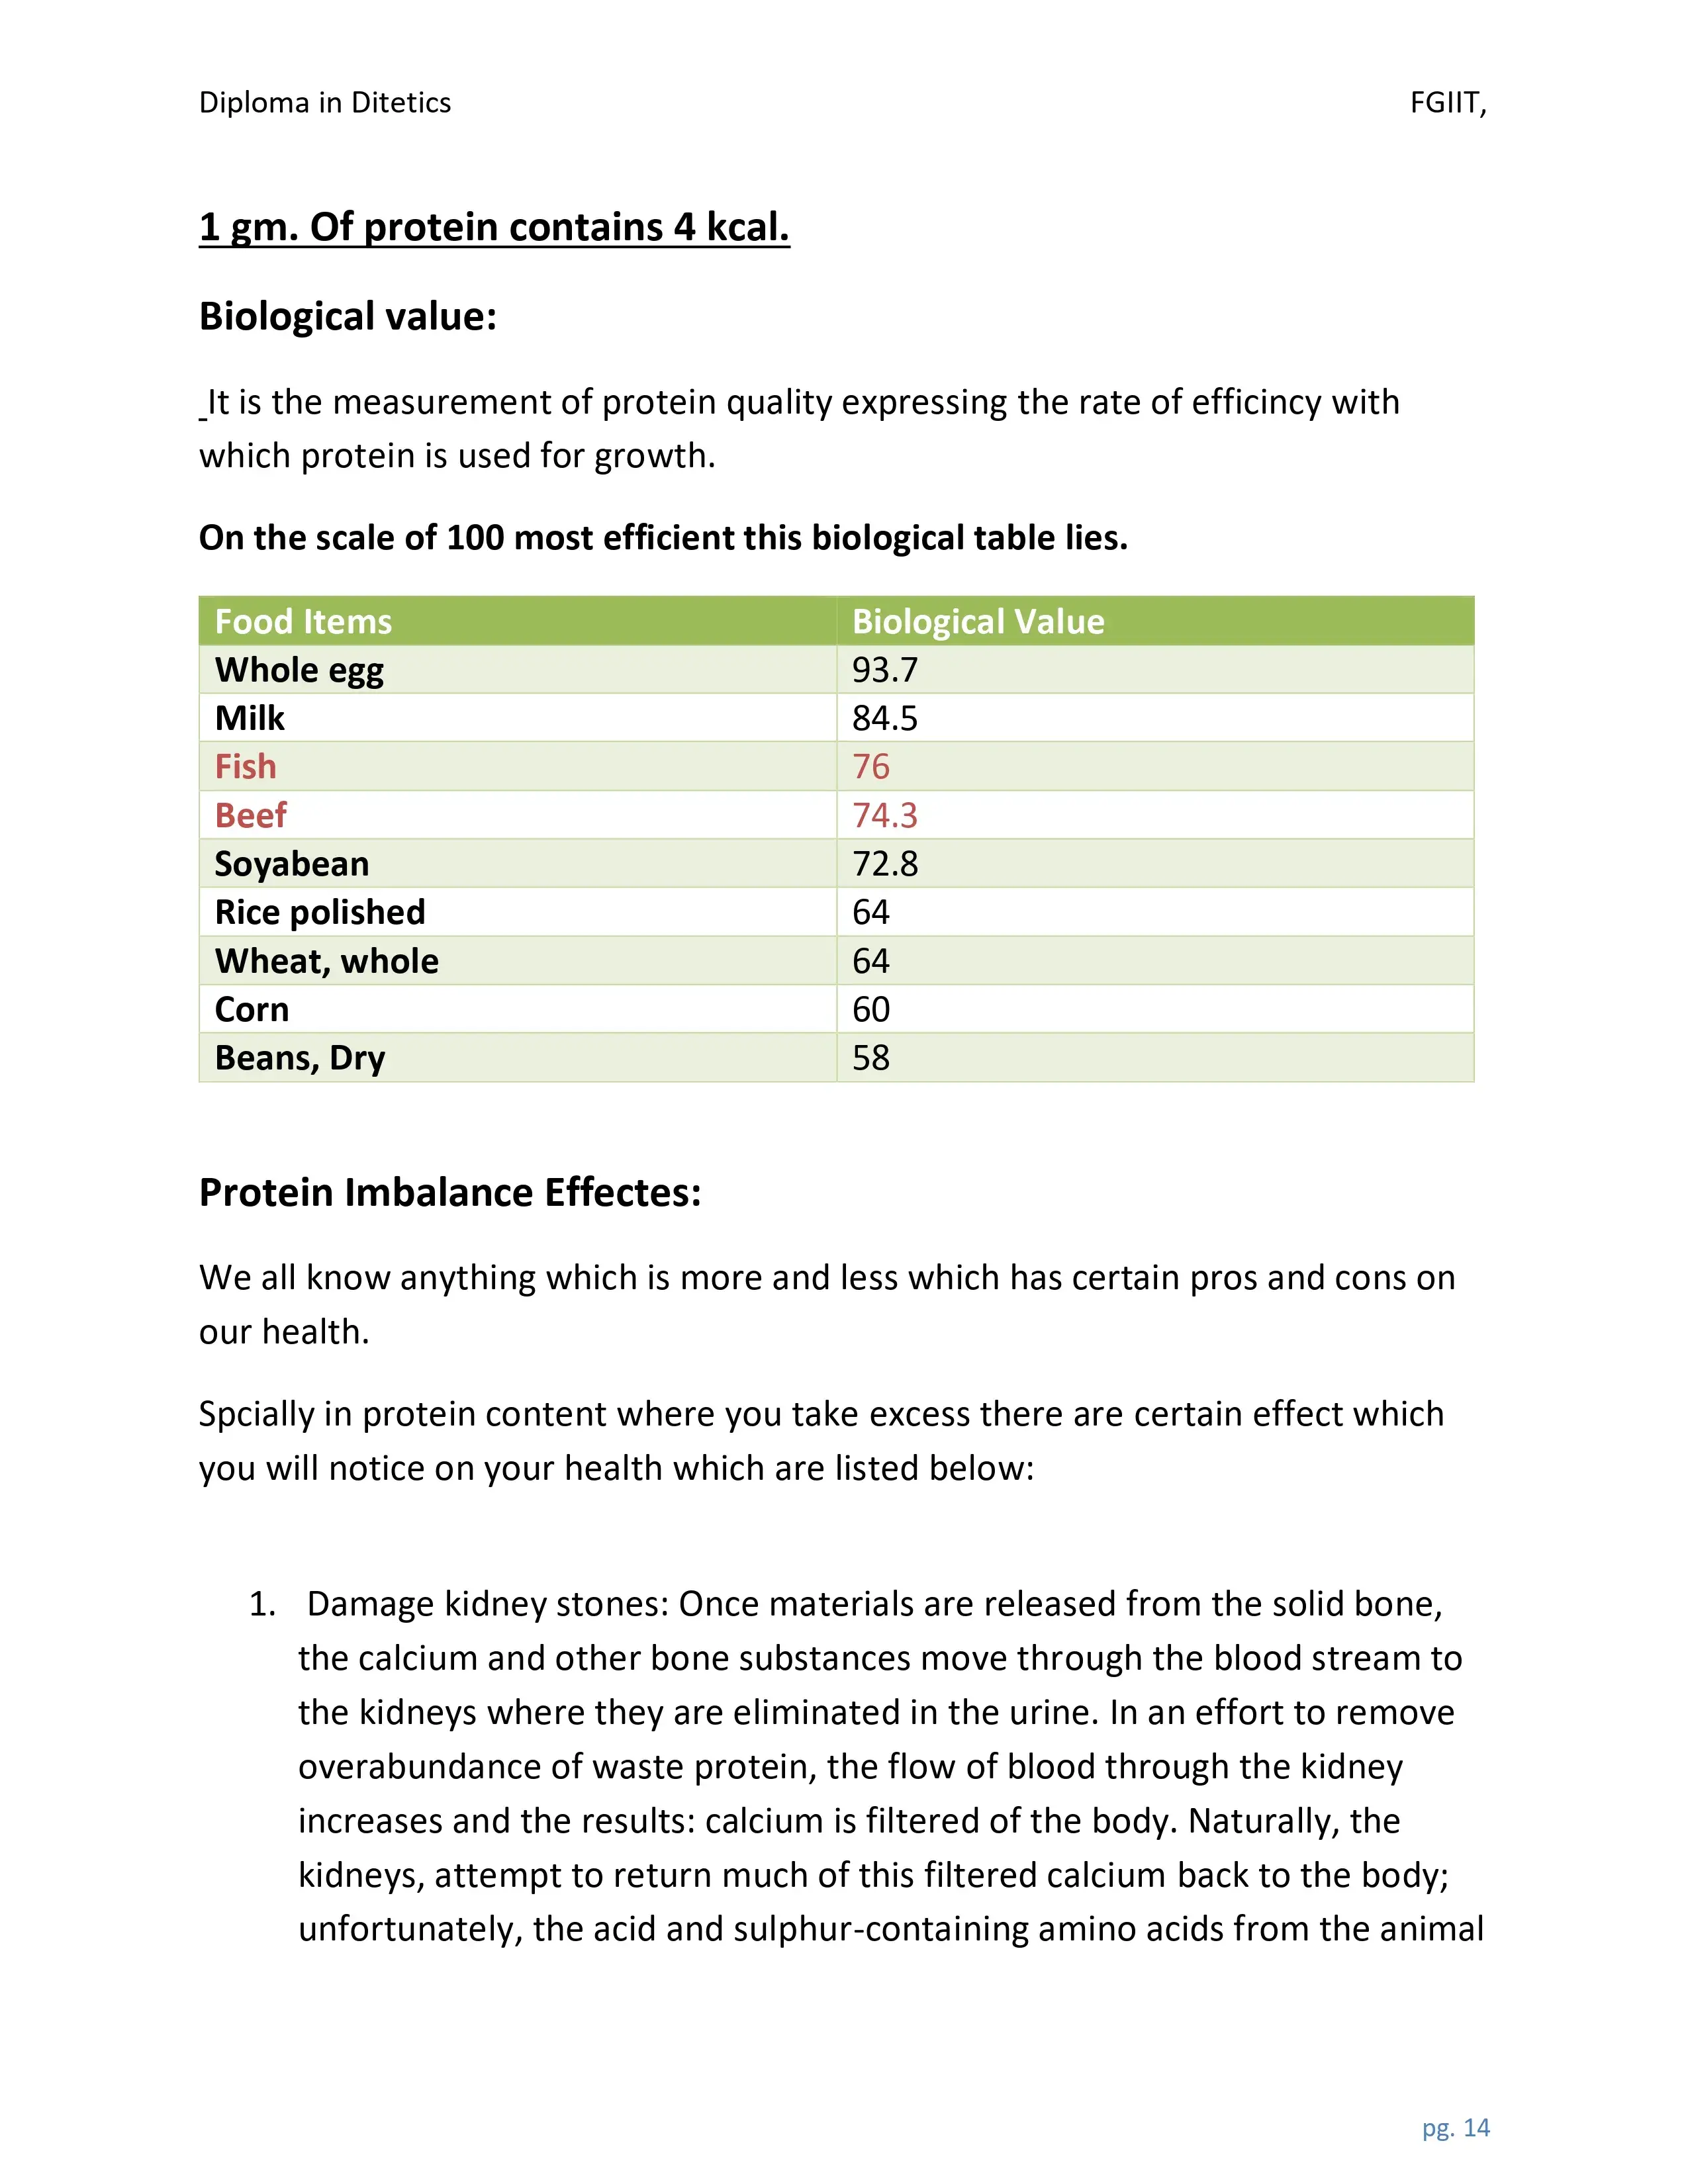 Diploma in Ditetics FGIIT,
1 gm. Of protein contains 4 kcal.
Biological value:
It is the measurement of protein quality expressing the rate of efficincy with
which protein is used for growth.
On the scale of 100 most efficient this biological table lies.
Food Items Biological Value
Whole egg 93.7
Milk 84.5
Fish 76
Beef 74.3
Soyabean 72.8
Rice polished 64
Wheat, whole 64
Corn 60
Beans, Dry 58
Protein Imbalance Effectes:
We all know anything which is more and less which has certain pros and cons on
our health.
Spcially in protein content where you take excess there are certain effect which
you will notice on your health which are listed below:
1. Damage kidney stones: Once materials are released from the solid bone,
the calcium and other bone substances move through the blood stream to
the kidneys where they are eliminated in the urine. In an effort to remove
overabundance of waste protein, the flow of blood through the kidney
increases and the results: calcium is filtered of the body. Naturally, the
kidneys, attempt to return much of this filtered calcium back to the body;
unfortunately, the acid and sulphur-containing amino acids from the animal
pg. 14